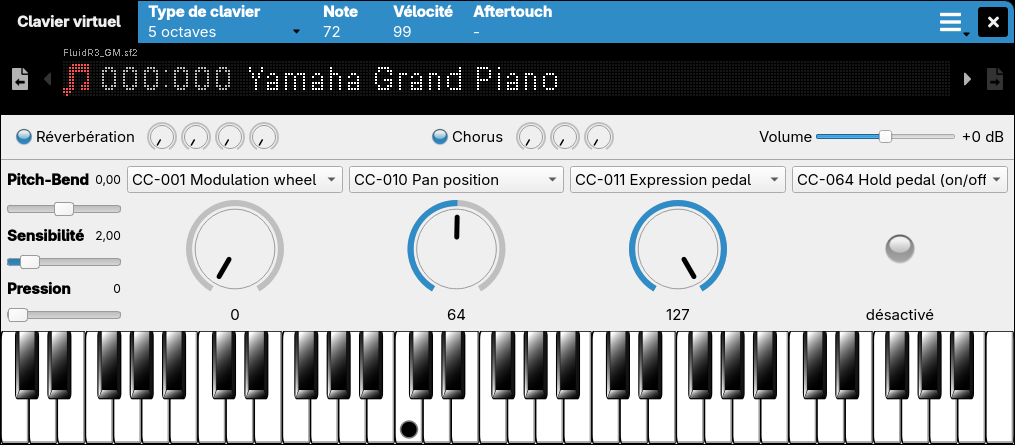 Clavier virtuel
Type de clavier Note Vélocité Aftertouch
5 octaves 72 99 -
FluidR3_GM.sf2
000:000 Yamaha Grand Piano
Réverbération Chorus Volume +0 dB
Pitch-Bend 0,00 CC-001 Modulation wheel CC-010 Pan position CC-011 Expression pedal CC-064 Hold pedal (on/off
Sensibilité 2,00
Pression 0
0 64 127 désactivé